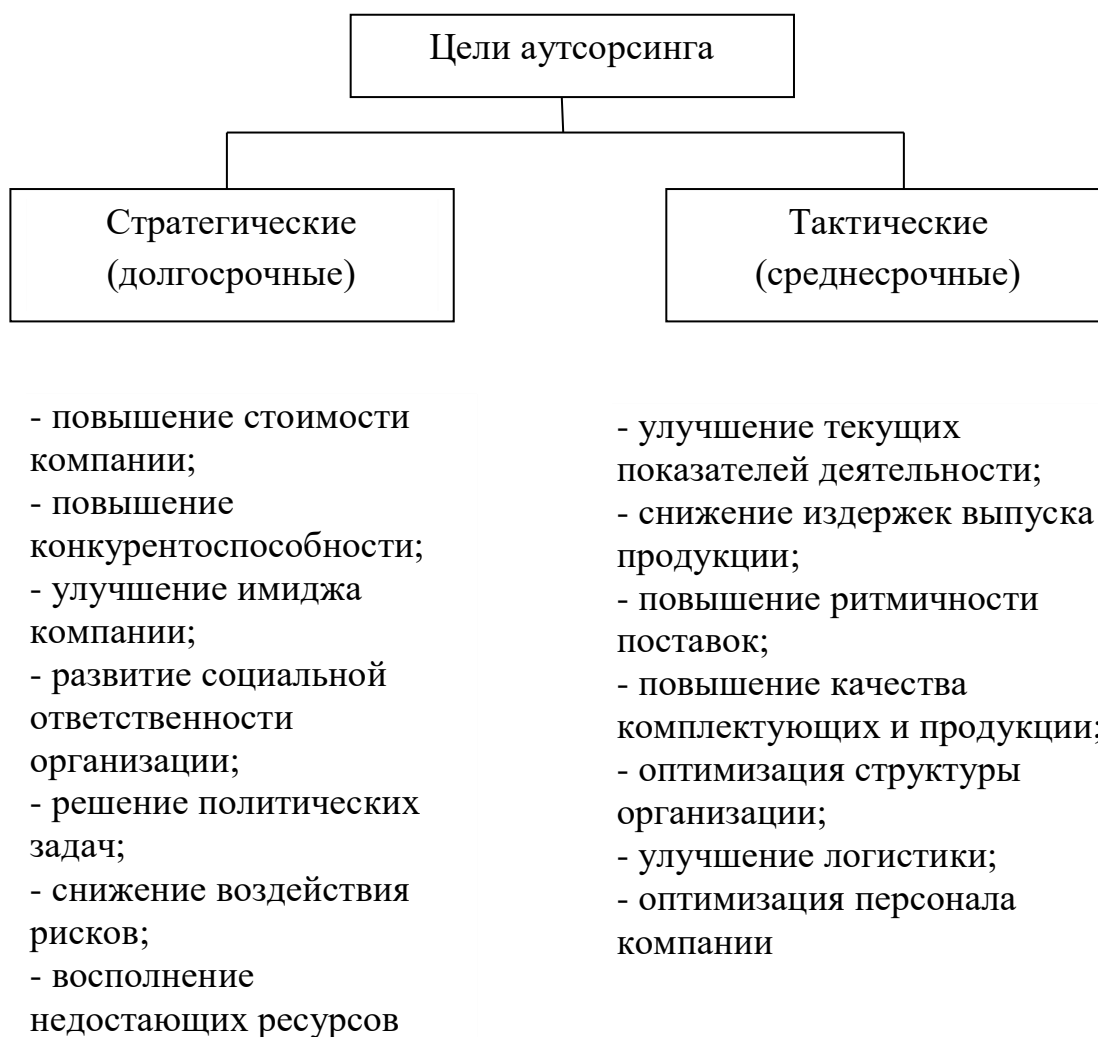 Цели аутсорсинга
Стратегические
(долгосрочные)
Тактические
(среднесрочные)
- повышение стоимости
компании;
- повышение
конкурентоспособности;
- улучшение имиджа
компании;
- развитие социальной
ответственности
организации;
- решение политических
задач;
- снижение воздействия
рисков;
- восполнение
недостающих ресурсов
- улучшение текущих
показателей деятельности;
- снижение издержек выпуска
продукции;
- повышение ритмичности
поставок;
- повышение качества
комплектующих и продукции;
- оптимизация структуры
организации;
- улучшение логистики;
- оптимизация персонала
компании